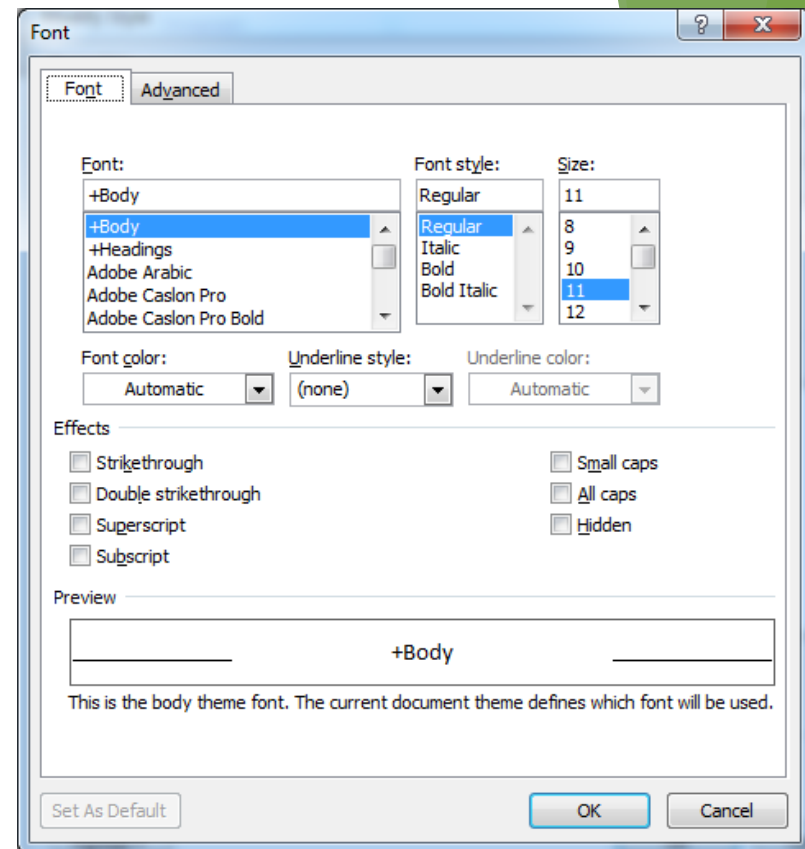 Font
Font Advanced
Font: Font style: Size:
+Body Regular 11
+Body Regular 8
+Headings Italic 9
Adobe Arabic Bold 10
Adobe Caslon Pro Bold Italic 11
Adobe Caslon Pro Bold 12
Font color: Underline style: Underline color:
Automatic (none) Automatic
Effects
Strikethrough Small caps
Double strikethrough All caps
Superscript Hidden
Subscript
Preview
+Body
This is the body theme font. The current document theme defines which font will be used.
Set As Default OK Cancel